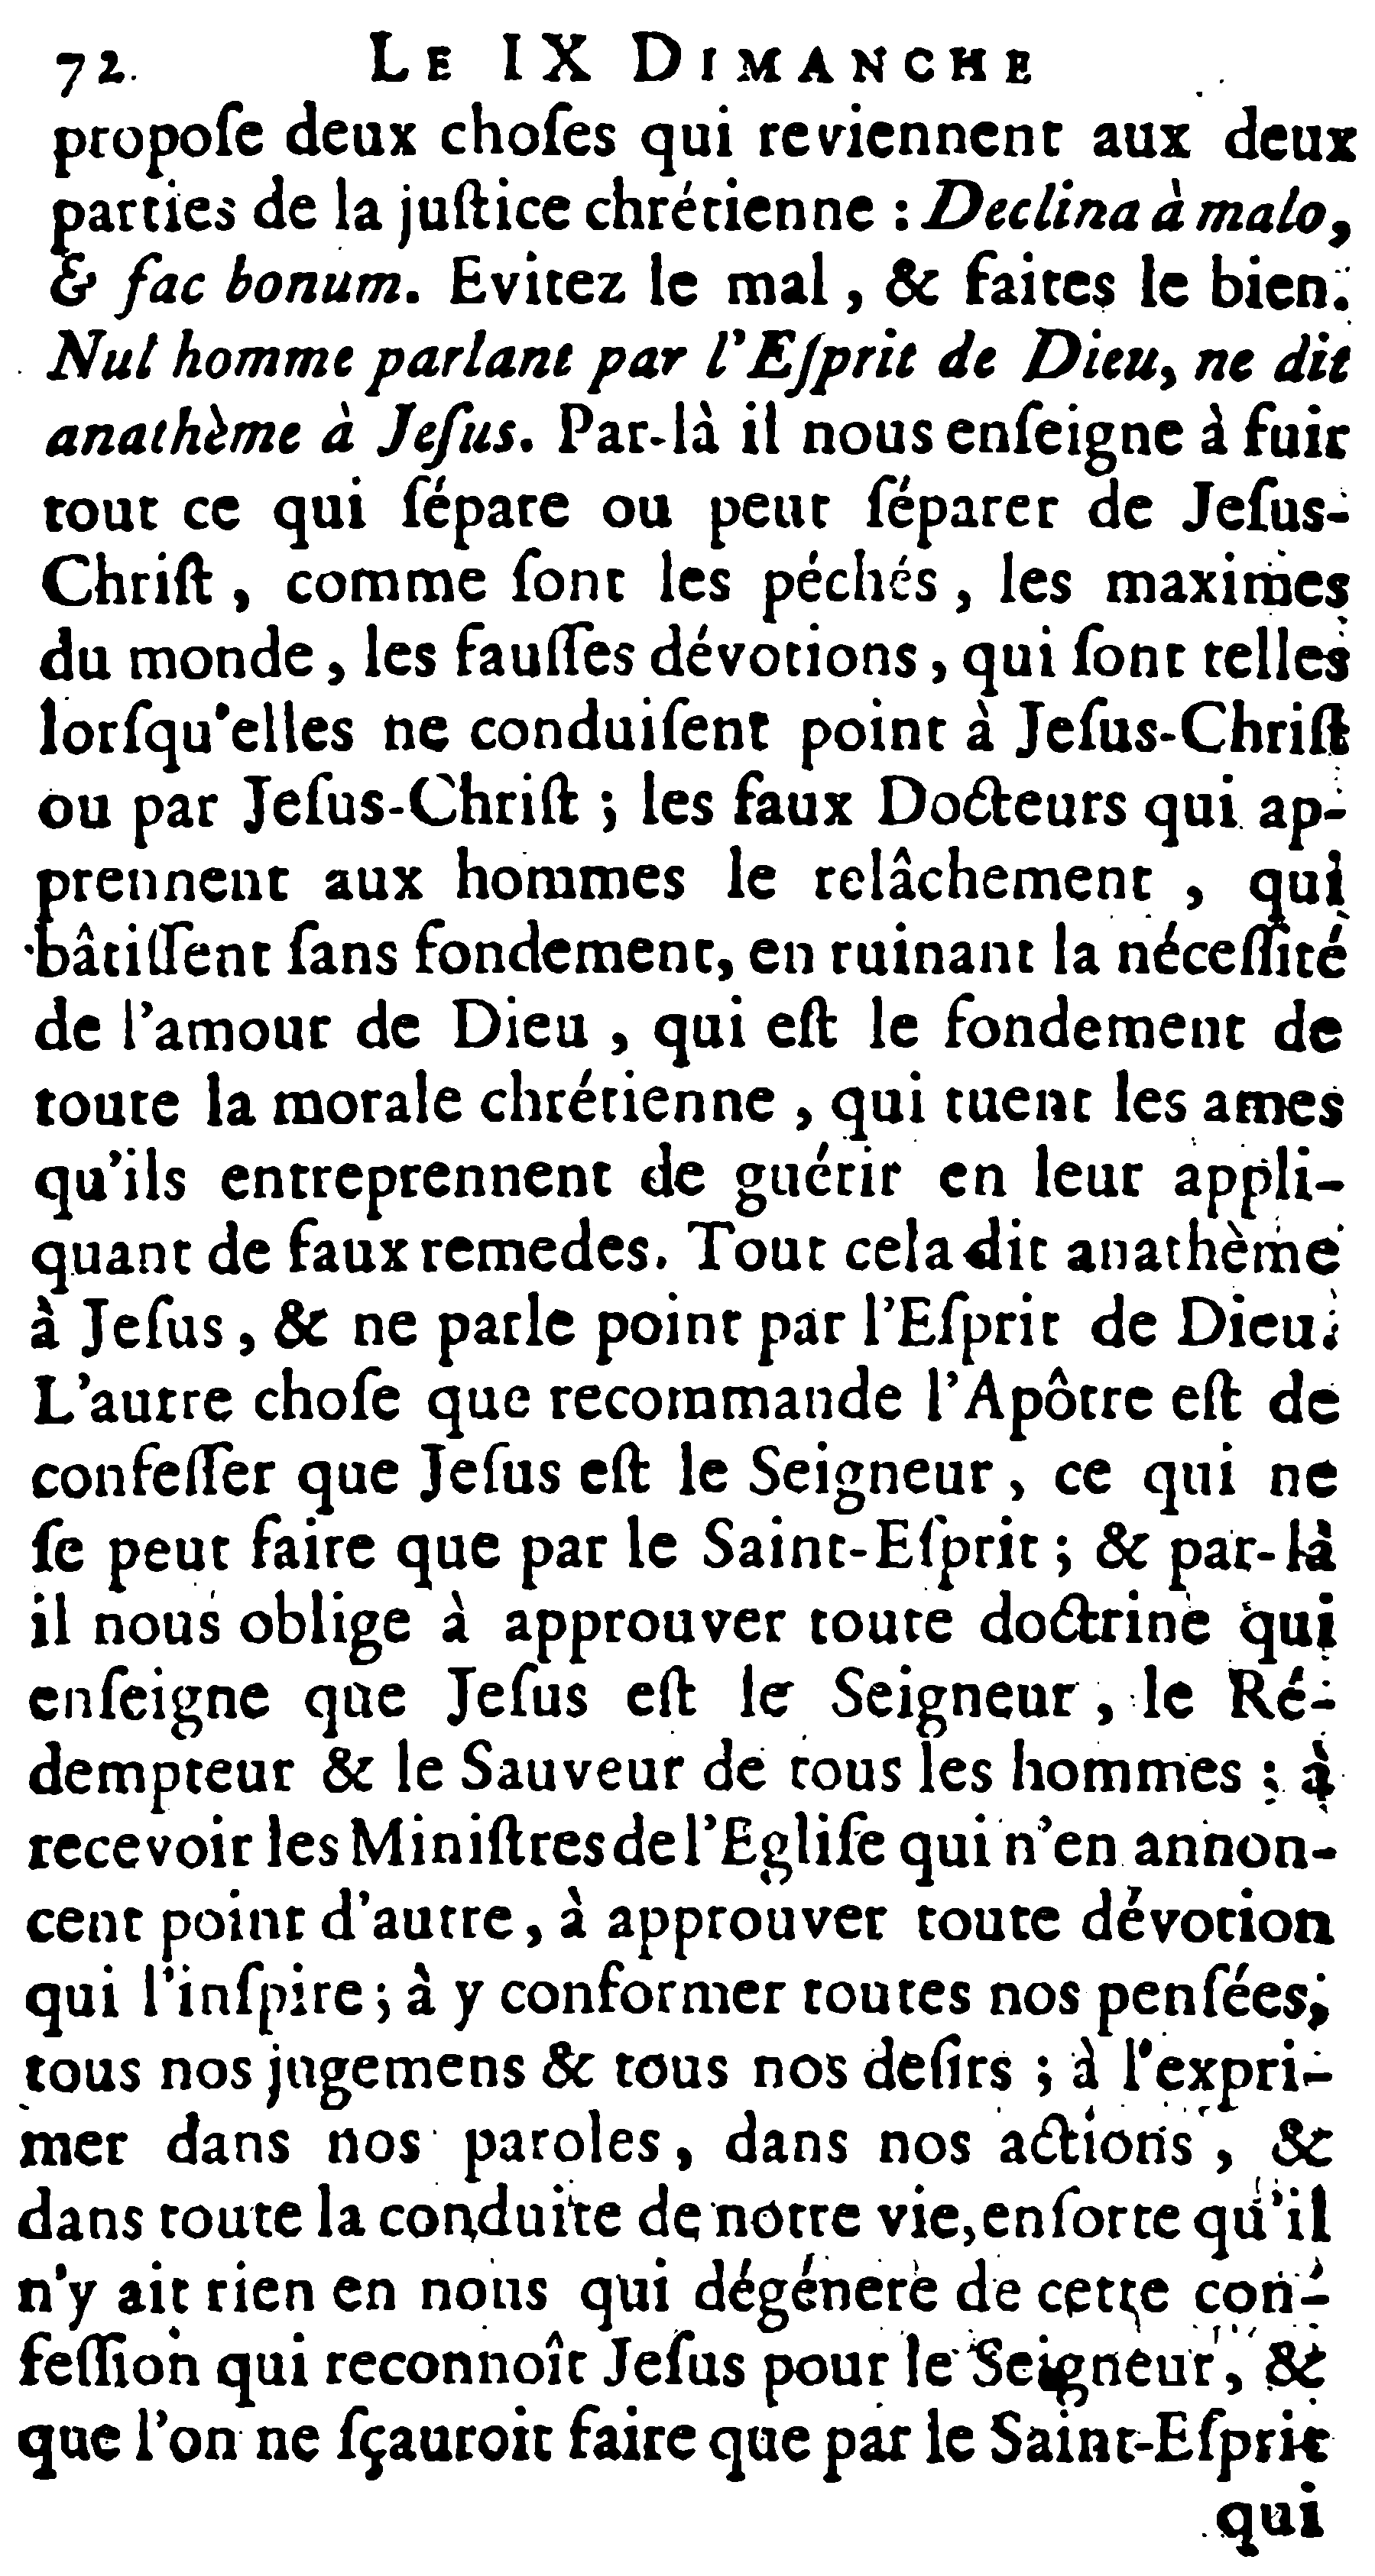 72. LE IX DIMANCHE
propoſe deux choſes qui reviennent aux deux
parties de la juſtice chrétienne : Declina à malo,
& fac bonum. Evitez le mal, & faites le bien.
Nul homme parlant par l'Eſprit de Dieu, ne dit
anathème à Jeſus. Par-là il nous enſeigne à fuir
tout ce qui ſépare ou peut ſéparer de Jeſus-
Chriſt, comme ſont les péchés, les maximes
du monde, les fauſſes dévotions, qui ſont telles
lorſqu'elles ne conduiſent point à Jeſus-Chriſt
ou par Jeſus-Chriſt ; les faux Docteurs qui ap-
prennent aux hommes le relâchement, qui
bâtiſſent ſans fondement, en ruinant la néceſſité
de l'amour de Dieu, qui eſt le fondement de
toute la morale chrétienne, qui tuent les ames
qu'ils entreprennent de guérir en leur appli-
quant de faux remedes. Tout cela dit anathème
à Jeſus, & ne parle point par l'Eſprit de Dieu.
L'autre choſe que recommande l'Apôtre eſt de
confeſſer que Jeſus eſt le Seigneur, ce qui ne
ſe peut faire que par le Saint-Eſprit ; & par-là
il nous oblige à approuver toute doctrine qui
enſeigne que Jeſus eſt le Seigneur, le Ré-
dempteur & le Sauveur de tous les hommes ; à
recevoir les Miniſtres de l'Egliſe qui n'en annon-
cent point d'autre, à approuver toute dévotion
qui l'inſpire ; à y conformer toutes nos penſées,
tous nos jugemens & tous nos deſirs ; à l'expri-
mer dans nos paroles, dans nos actions, &
dans toute la conduite de notre vie, enſorte qu'il
n'y ait rien en nous qui dégénere de cette con-
feſſion qui reconnoît Jeſus pour le Seigneur, &
que l'on ne ſçauroit faire que par le Saint-Eſprit
qui